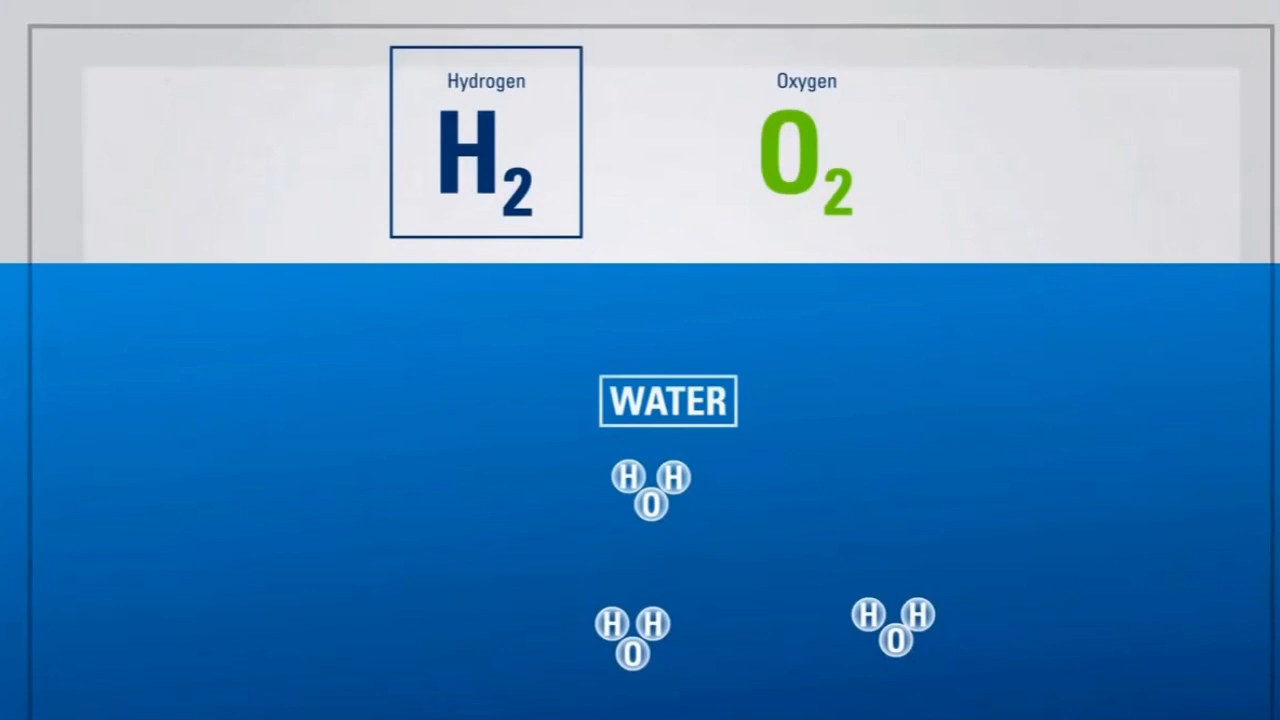 Hydrogen
H2
Oxygen
O2
WATER
H H
O
H H
O
H H
O